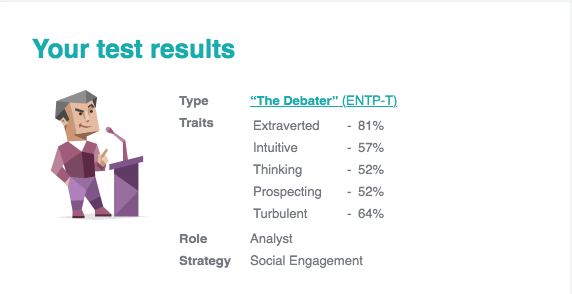 Your test results
Type “The Debater” (ENTP-T)
Traits
Extraverted - 81%
Intuitive - 57%
Thinking - 52%
Prospecting - 52%
Turbulent - 64%
Role Analyst
Strategy Social Engagement